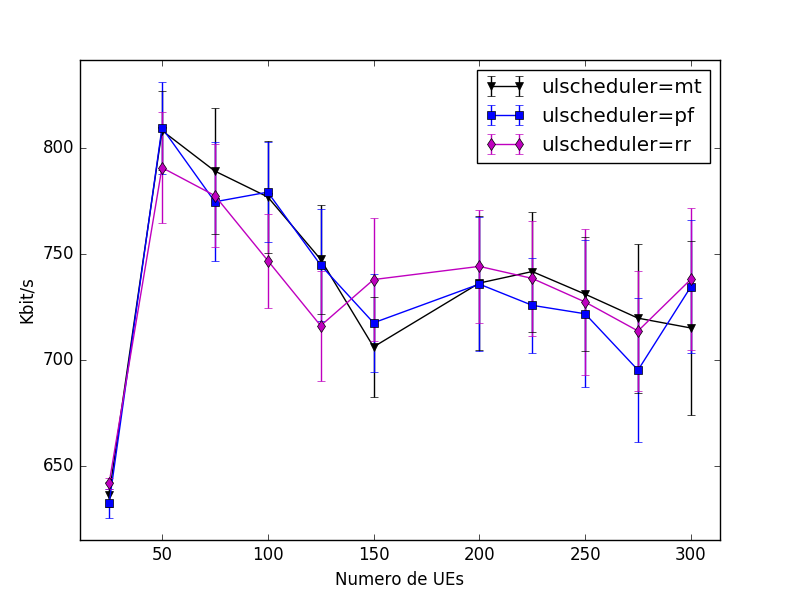 ulscheduler=mt
ulscheduler=pf
ulscheduler=rr
800
750
700
650
Kbit/s
50 100 150 200 250 300
Numero de UEs